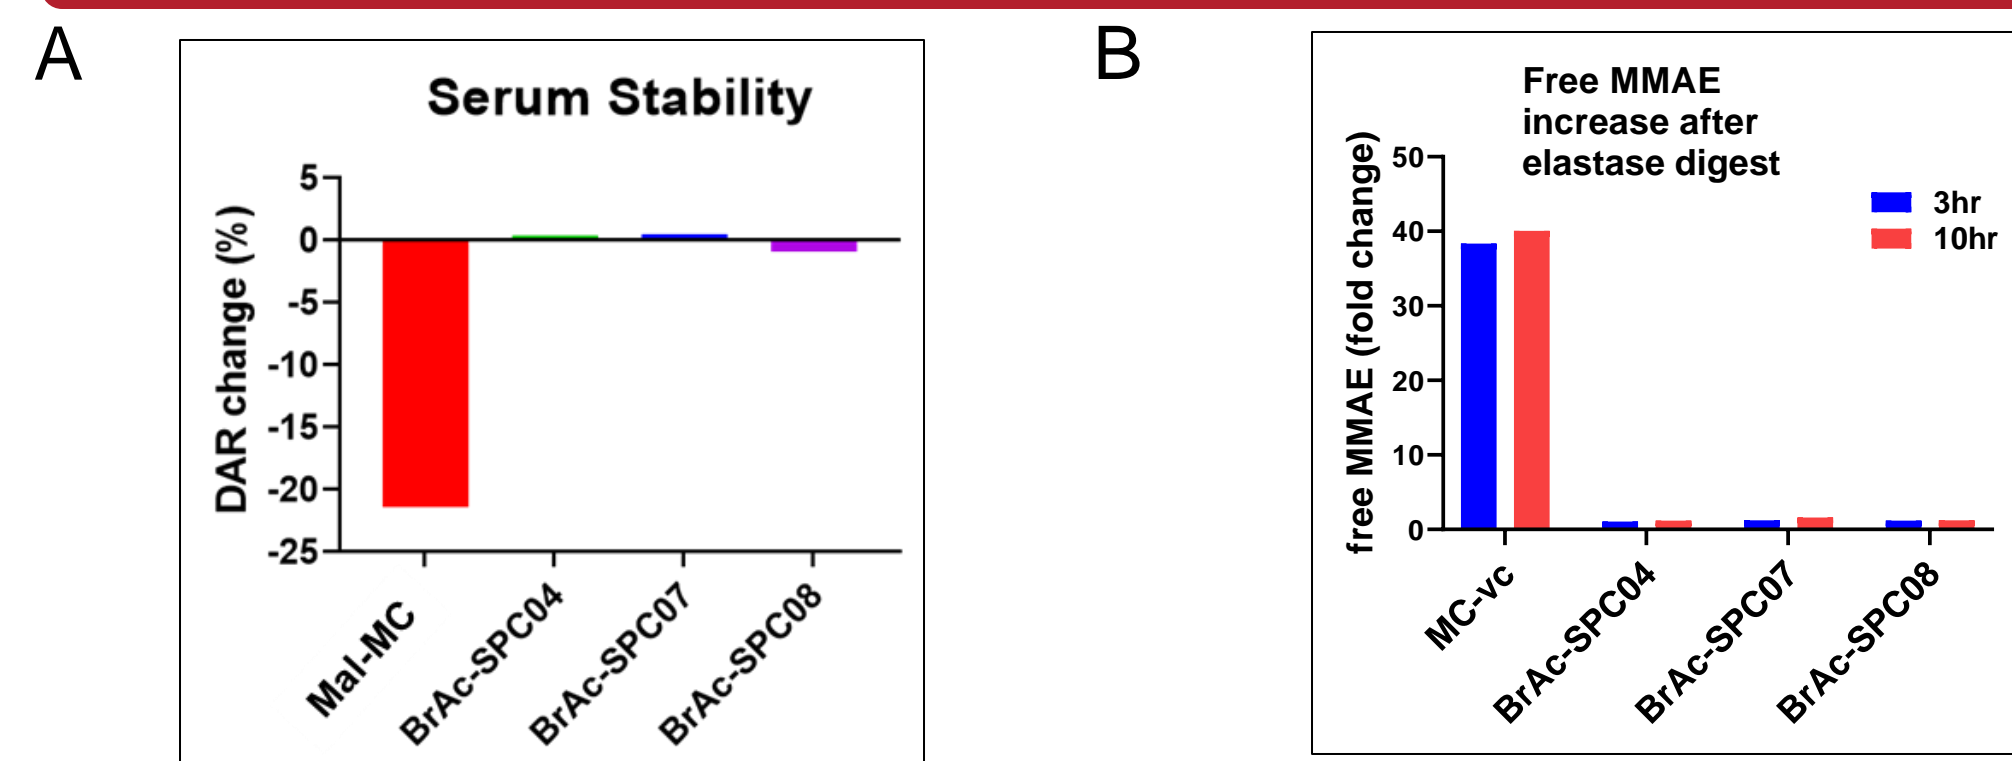 A
Serum Stability
DAR change (%)
5
0
-5
-10
-15
-20
-25
Mal-MC
BrAc-SPC04
BrAc-SPC07
BrAc-SPC08
B
Free MMAE
increase after
elastase digest
free MMAE (fold change)
50
40
30
20
10
0
3hr
10hr
MC-vc
BrAc-SPC04
BrAc-SPC07
BrAc-SPC08